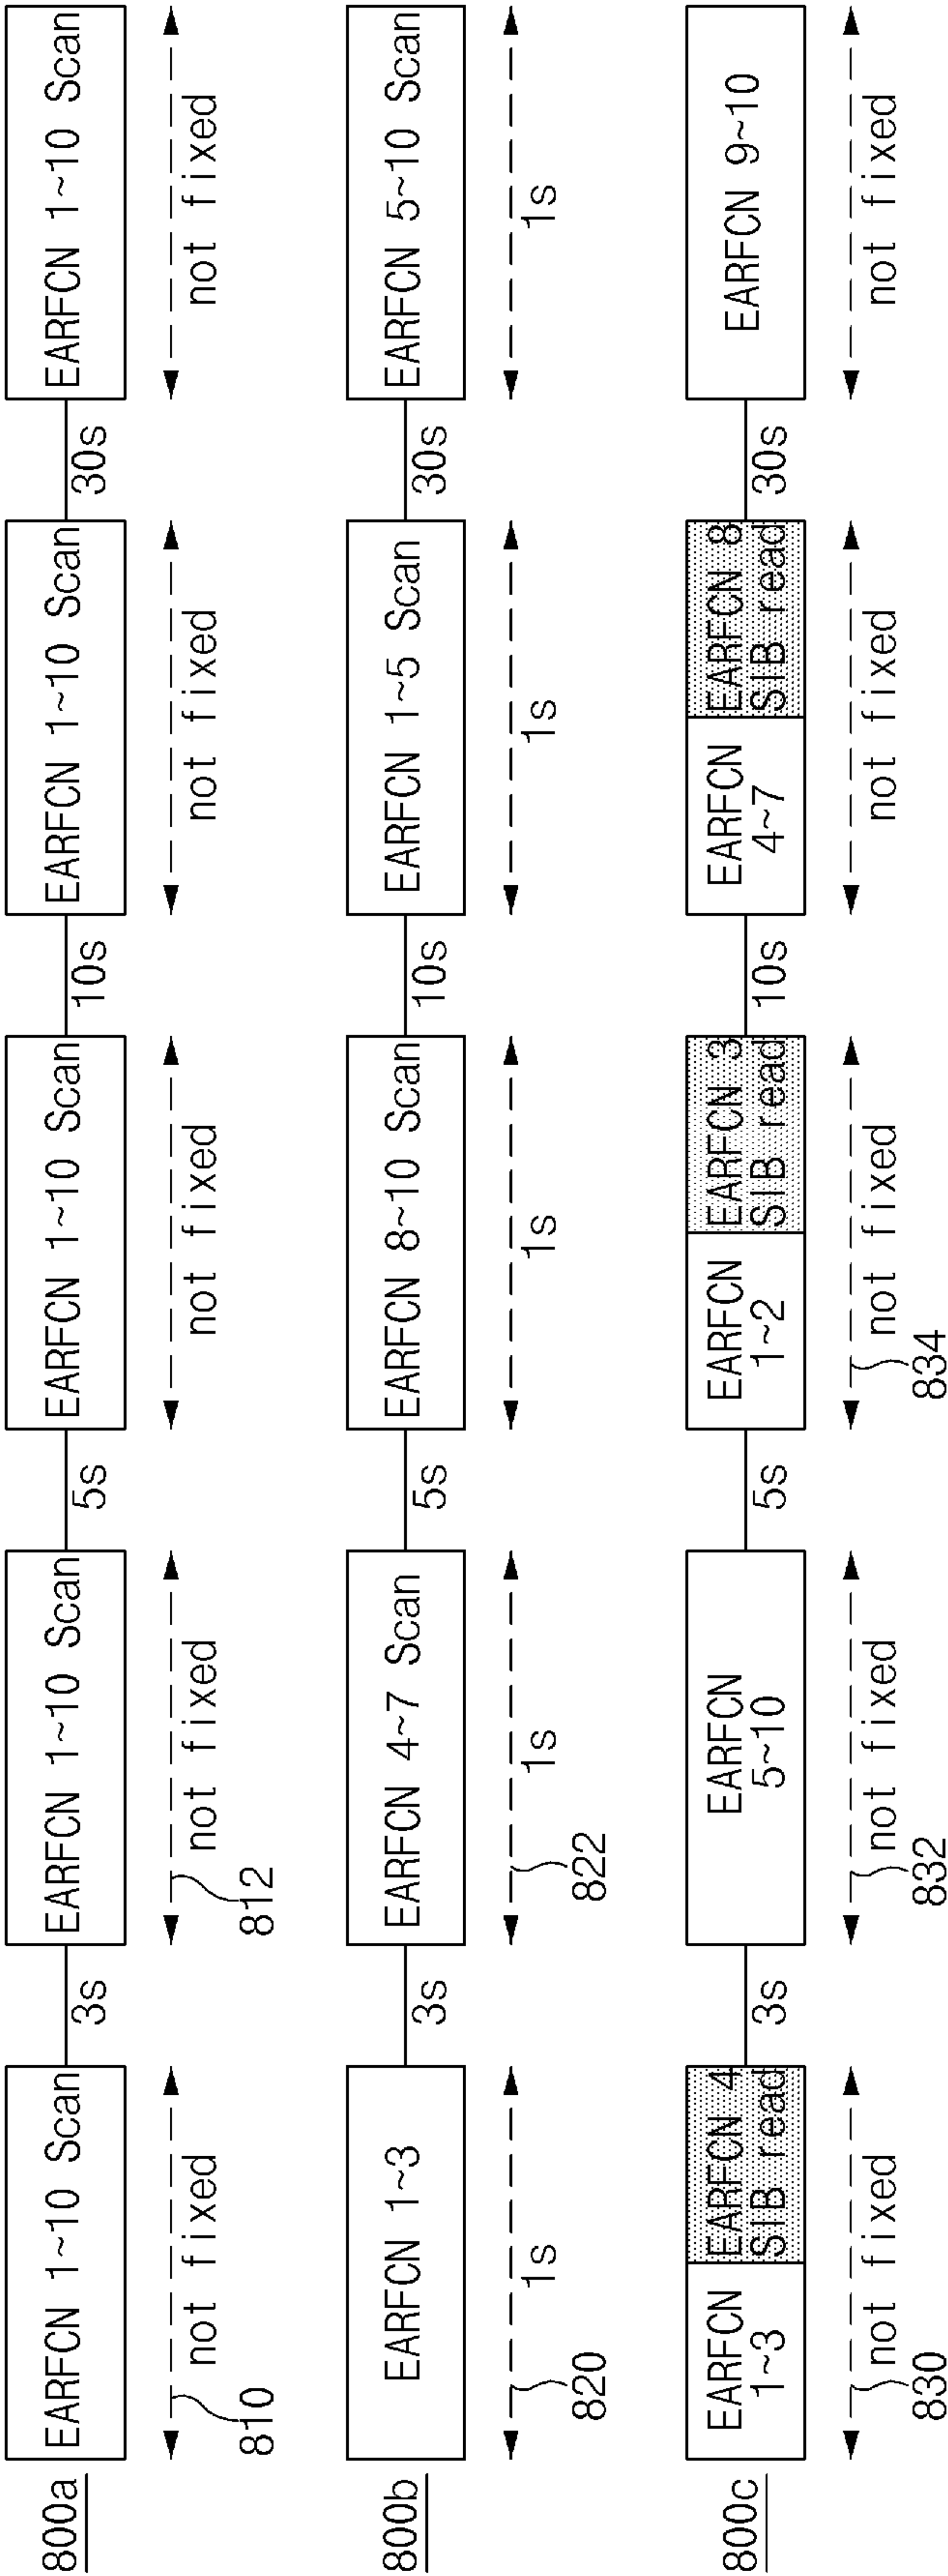 800a
EARFCN 1~10 Scan
3s
EARFCN 1~10 Scan
5s
EARFCN 1~10 Scan
10s
EARFCN 1~10 Scan
30s
EARFCN 1~10 Scan
not fixed
not fixed
not fixed
not fixed
not fixed
810
812
800b
EARFCN 1~3
3s
EARFCN 4~7 Scan
5s
EARFCN 8~10 Scan
10s
EARFCN 1~5 Scan
30s
EARFCN 5~10 Scan
1s
1s
1s
1s
1s
820
822
800c
EARFCN
1~3
EARFCN 4
SIB read
3s
EARFCN
5~10
5s
EARFCN
1~2
EARFCN 3
SIB read
10s
EARFCN
4~7
EARFCN 8
SIB read
30s
EARFCN 9~10
not fixed
not fixed
not fixed
not fixed
not fixed
830
832
834